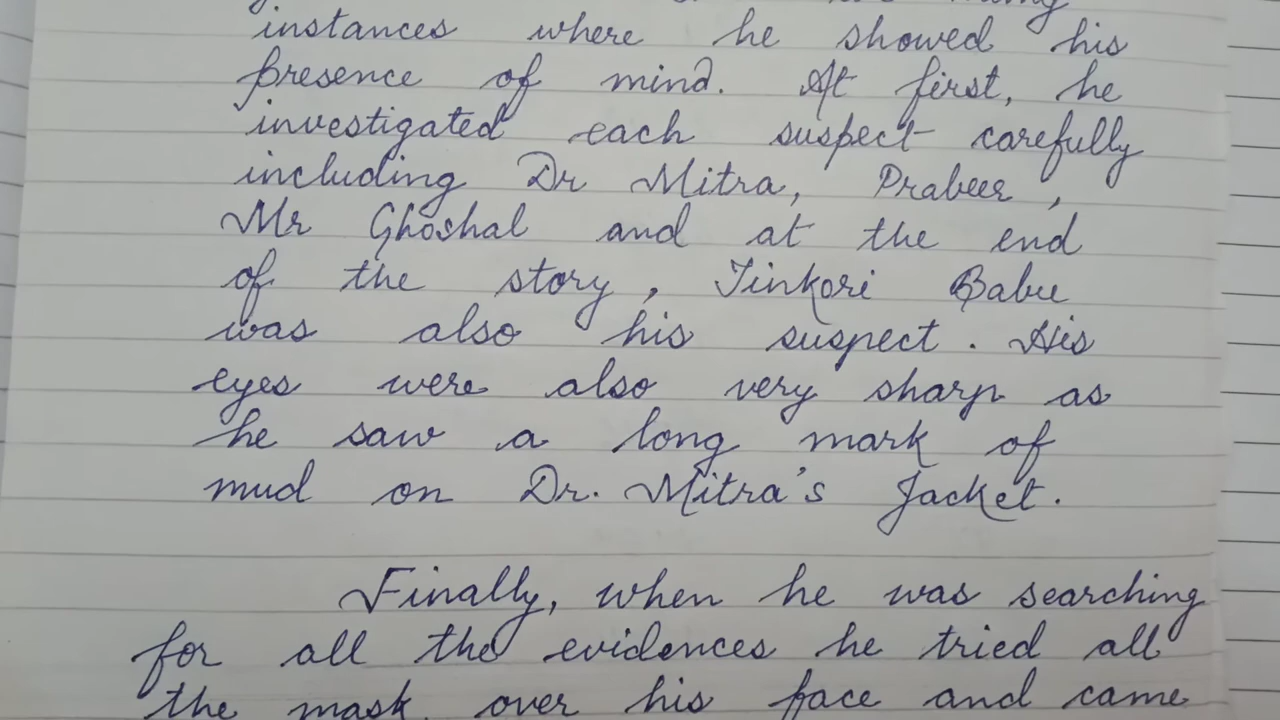 instances where he showed his
presence of mind. At first, he
investigated each suspect carefully
including Dr Mitra, Prabeer,
Mr Ghoshal and at the end
of the story, Tinkori Babu
was also his suspect. His
eyes were also very sharp as
he saw a long mark of
mud on Dr. Mitra's Jacket.
Finally, when he was searching
for all the evidences he tried all
the mask over his face and came